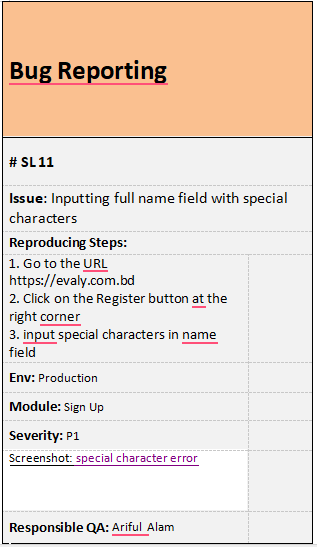 Bug Reporting
# SL 11
Issue: Inputting full name field with special
characters
Reproducing Steps:
1. Go to the URL
https://evaly.com.bd
2. Click on the Register button at the
right corner
3. input special characters in name
field
Env: Production
Module: Sign Up
Severity: P1
Screenshot: special character error
Responsible QA: Ariful Alam